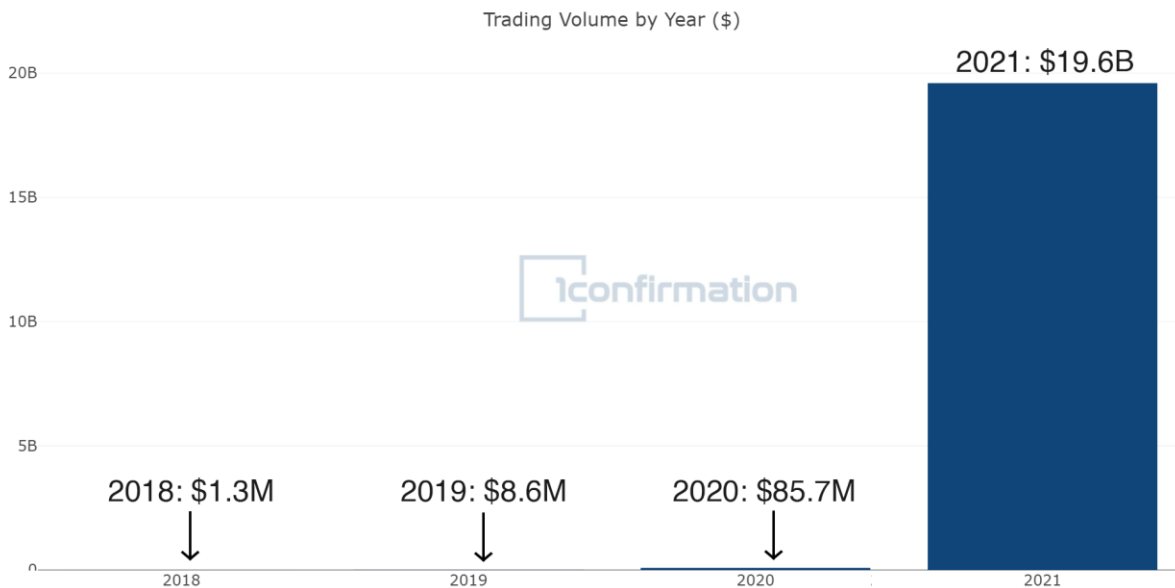 Trading Volume by Year ($)
20B
2021: $19.6B
15B
1confirmation
10B
5B
2018: $1.3M
2019: $8.6M
2020: $85.7M
0
2018
2019
2020
2021